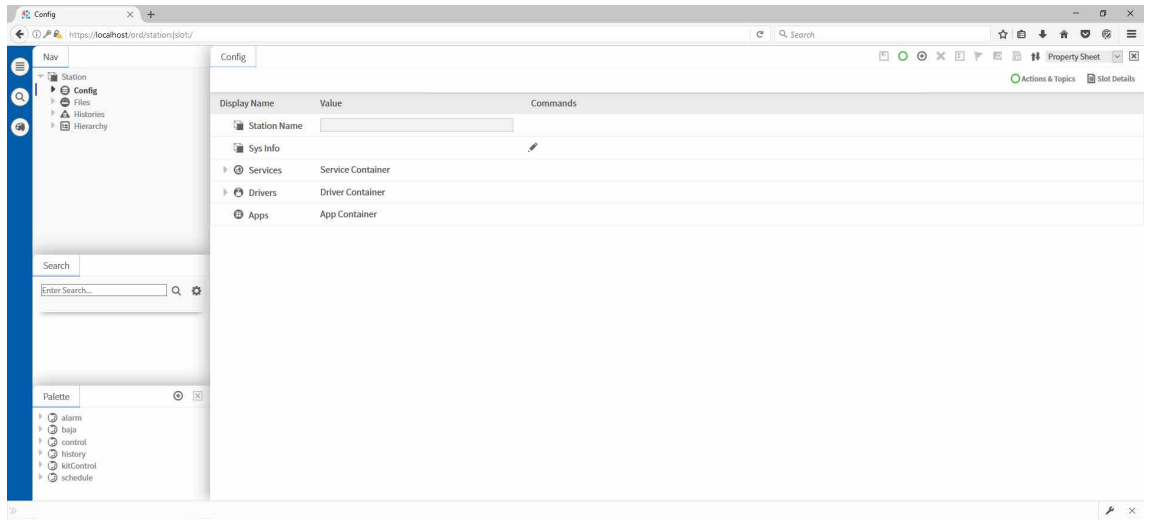 Config
https://localhost/ord/station:|slot:/
Search
Nav
Station
Config
Files
Histories
Hierarchy
Search
Enter Search...
Palette
alarm
baja
control
history
kitControl
schedule
Config
Property Sheet
Actions & Topics Slot Details
Display Name Value Commands
Station Name
Sys Info
Services Service Container
Drivers Driver Container
Apps App Container